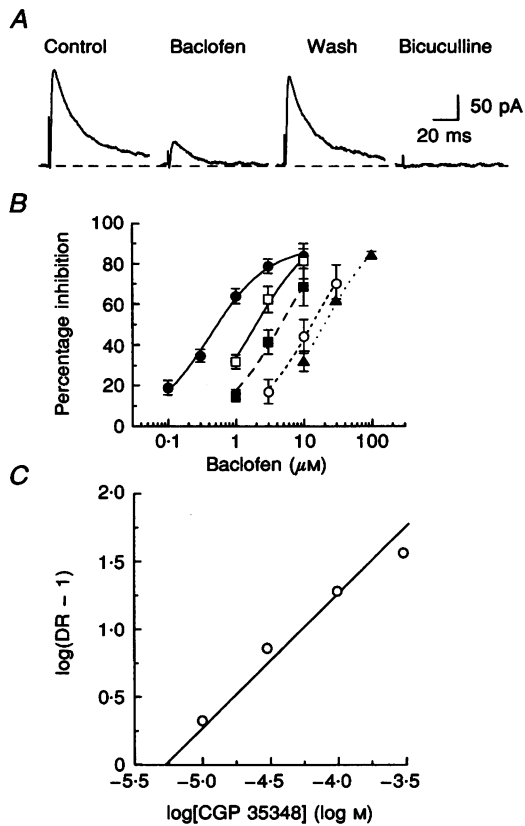 A
Control Baclofen Wash Bicuculline
50 pA
20 ms
B
100
80
60
40
20
0
Percentage inhibition
0·1 1 10 100
Baclofen (μM)
C
2·0
1·5
1·0
0·5
0
log(DR − 1)
−5·5 −5·0 −4·5 −4·0 −3·5
log[CGP 35348] (log M)